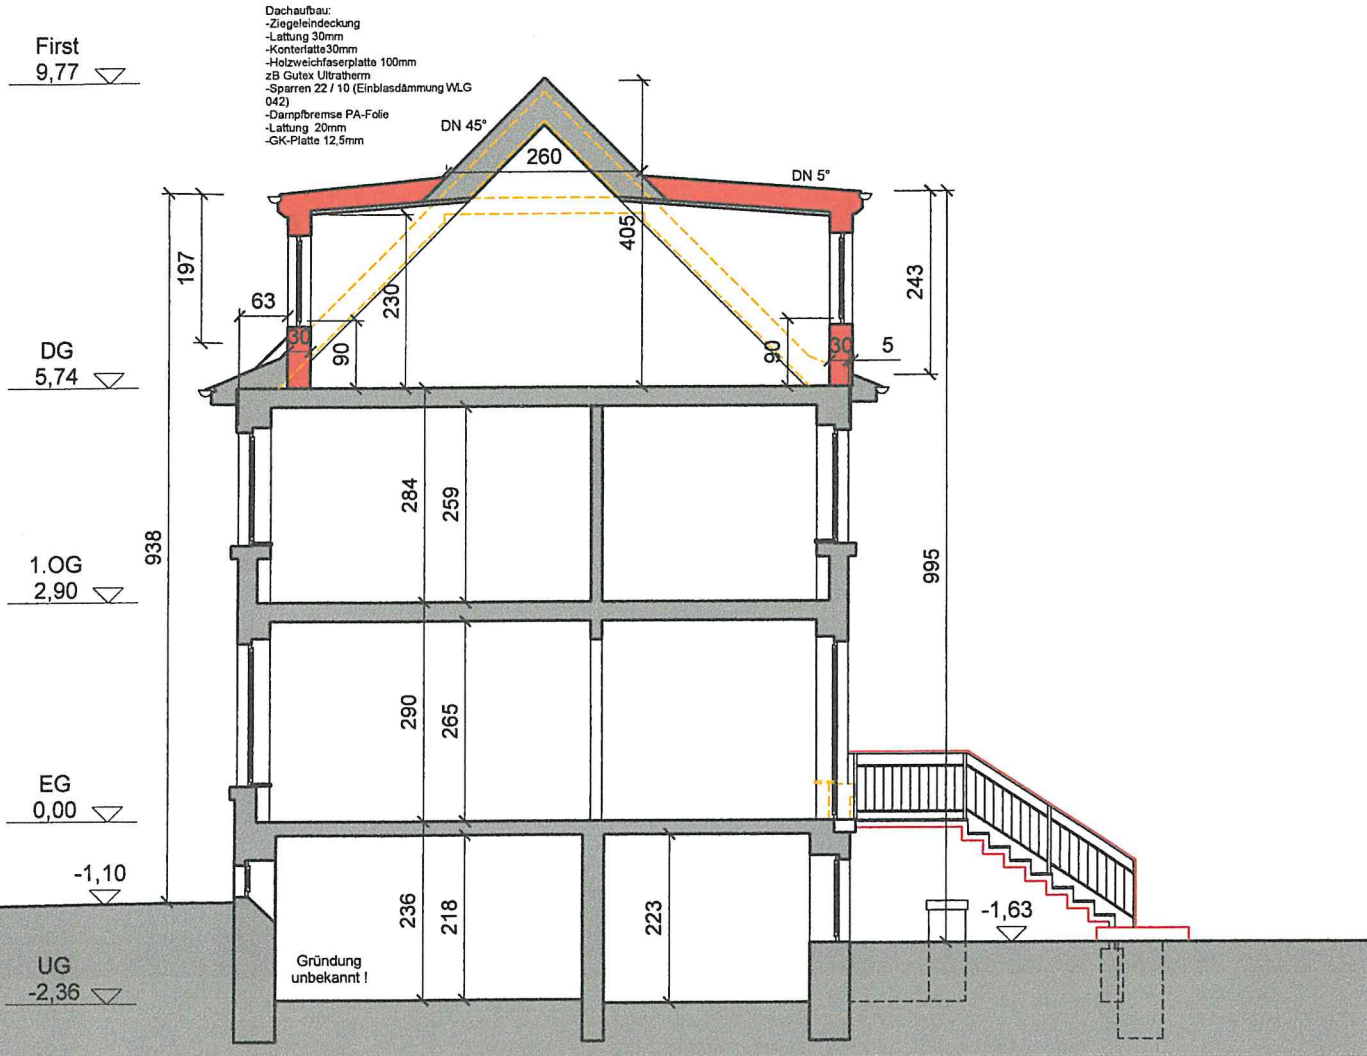 Dachaufbau:
-Ziegeleindeckung
-Lattung 30mm
-Konterlatte30mm
-Holzweichfaserplatte 100mm
zB Gutex Ultratherm
-Sparren 22 / 10 (Einblasdämmung WLG
042)
-Dampfbremse PA-Folie
-Lattung 20mm
-GK-Platte 12,5mm
First
9,77
DN 45°
260
DN 5°
405
197
243
63
230
30
90
90
30
5
DG
5,74
284
259
938
995
1.OG
2,90
290
265
EG
0,00
-1,10
236
218
223
-1,63
Gründung
unbekannt !
UG
-2,36